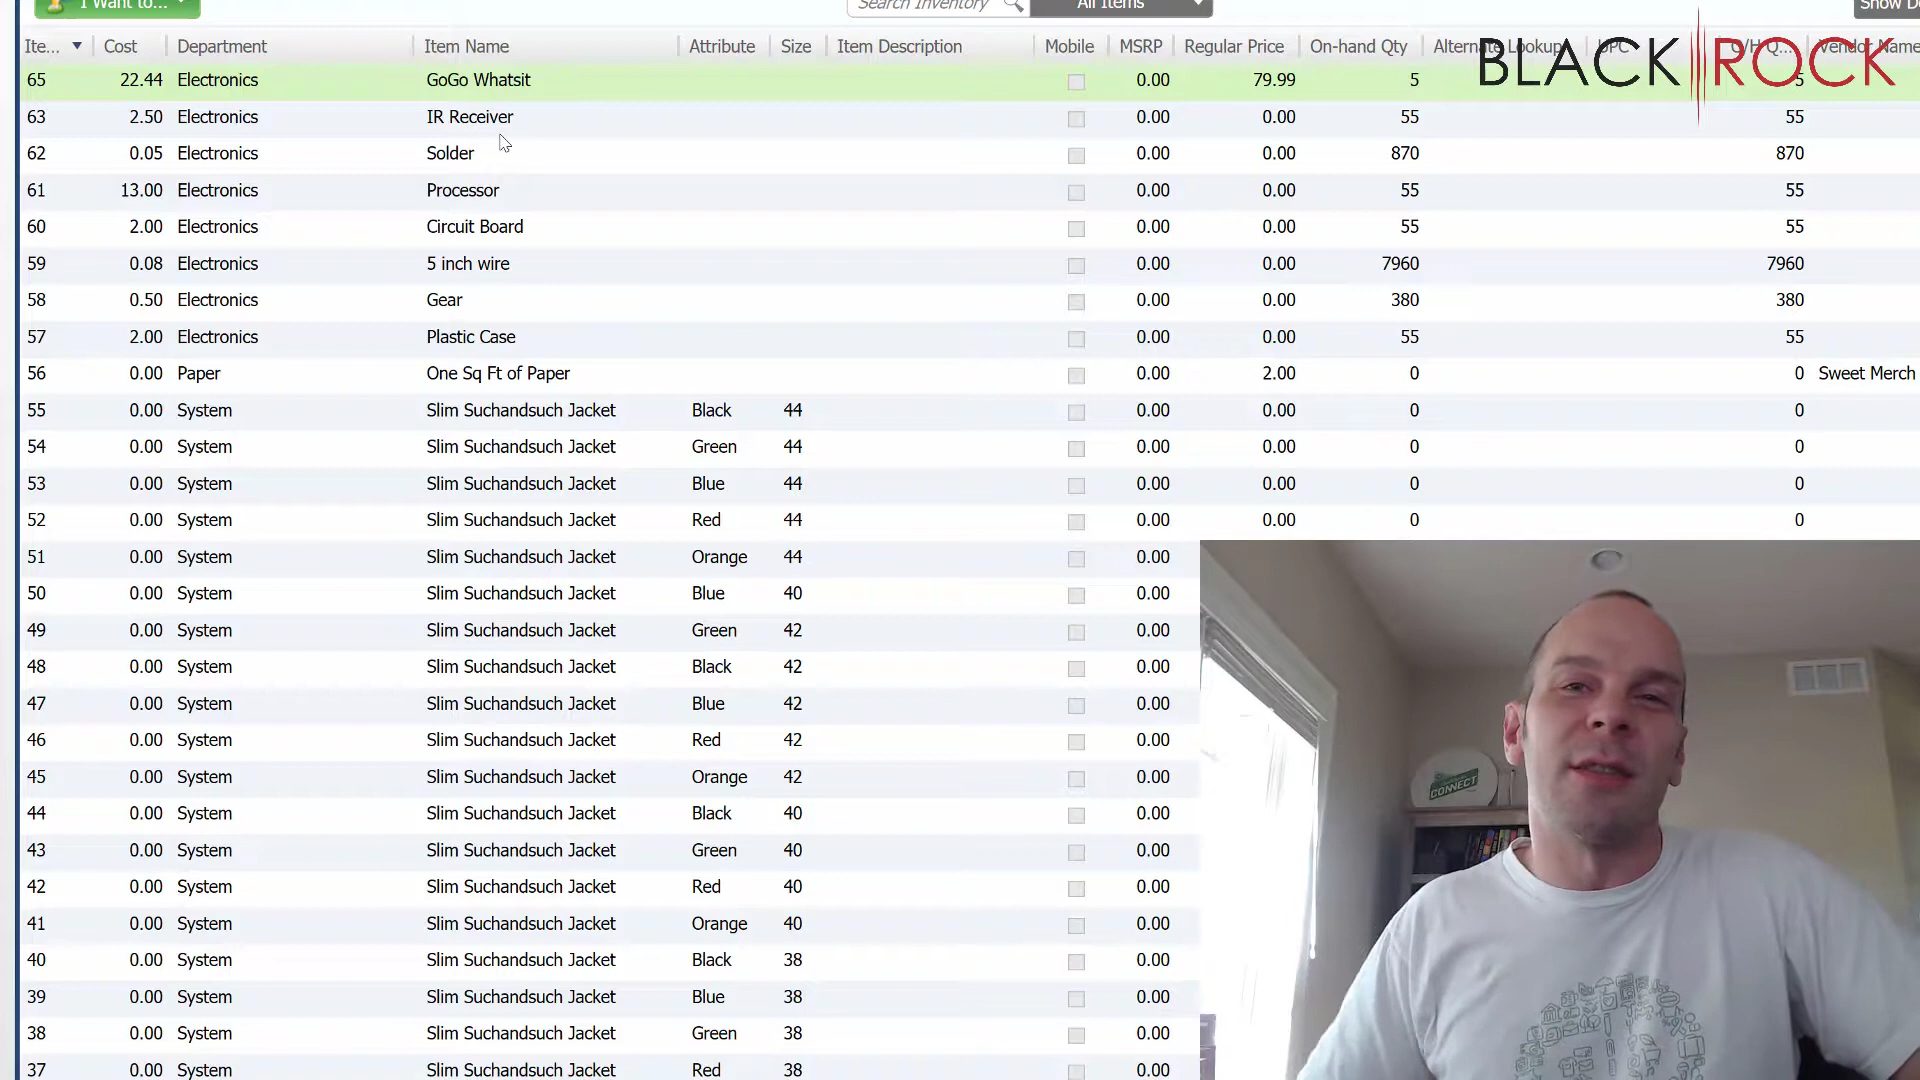 I Want to... Search Inventory All Items Show De
Ite... Cost Department Item Name Attribute Size Item Description Mobile MSRP Regular Price On-hand Qty Alternate Lookup UPC O/H Q... Vendor Name
BLACK ROCK
65 22.44 Electronics GoGo Whatsit 0.00 79.99 5 5
63 2.50 Electronics IR Receiver 0.00 0.00 55 55
62 0.05 Electronics Solder 0.00 0.00 870 870
61 13.00 Electronics Processor 0.00 0.00 55 55
60 2.00 Electronics Circuit Board 0.00 0.00 55 55
59 0.08 Electronics 5 inch wire 0.00 0.00 7960 7960
58 0.50 Electronics Gear 0.00 0.00 380 380
57 2.00 Electronics Plastic Case 0.00 0.00 55 55
56 0.00 Paper One Sq Ft of Paper 0.00 2.00 0 0 Sweet Merch
55 0.00 System Slim Suchandsuch Jacket Black 44 0.00 0.00 0 0
54 0.00 System Slim Suchandsuch Jacket Green 44 0.00 0.00 0 0
53 0.00 System Slim Suchandsuch Jacket Blue 44 0.00 0.00 0 0
52 0.00 System Slim Suchandsuch Jacket Red 44 0.00 0.00 0 0
51 0.00 System Slim Suchandsuch Jacket Orange 44 0.00
50 0.00 System Slim Suchandsuch Jacket Blue 40 0.00
49 0.00 System Slim Suchandsuch Jacket Green 42 0.00
48 0.00 System Slim Suchandsuch Jacket Black 42 0.00
47 0.00 System Slim Suchandsuch Jacket Blue 42 0.00
46 0.00 System Slim Suchandsuch Jacket Red 42 0.00
45 0.00 System Slim Suchandsuch Jacket Orange 42 0.00
CONNECT
44 0.00 System Slim Suchandsuch Jacket Black 40 0.00
43 0.00 System Slim Suchandsuch Jacket Green 40 0.00
42 0.00 System Slim Suchandsuch Jacket Red 40 0.00
41 0.00 System Slim Suchandsuch Jacket Orange 40 0.00
40 0.00 System Slim Suchandsuch Jacket Black 38 0.00
39 0.00 System Slim Suchandsuch Jacket Blue 38 0.00
38 0.00 System Slim Suchandsuch Jacket Green 38 0.00
37 0.00 System Slim Suchandsuch Jacket Red 38 0.00